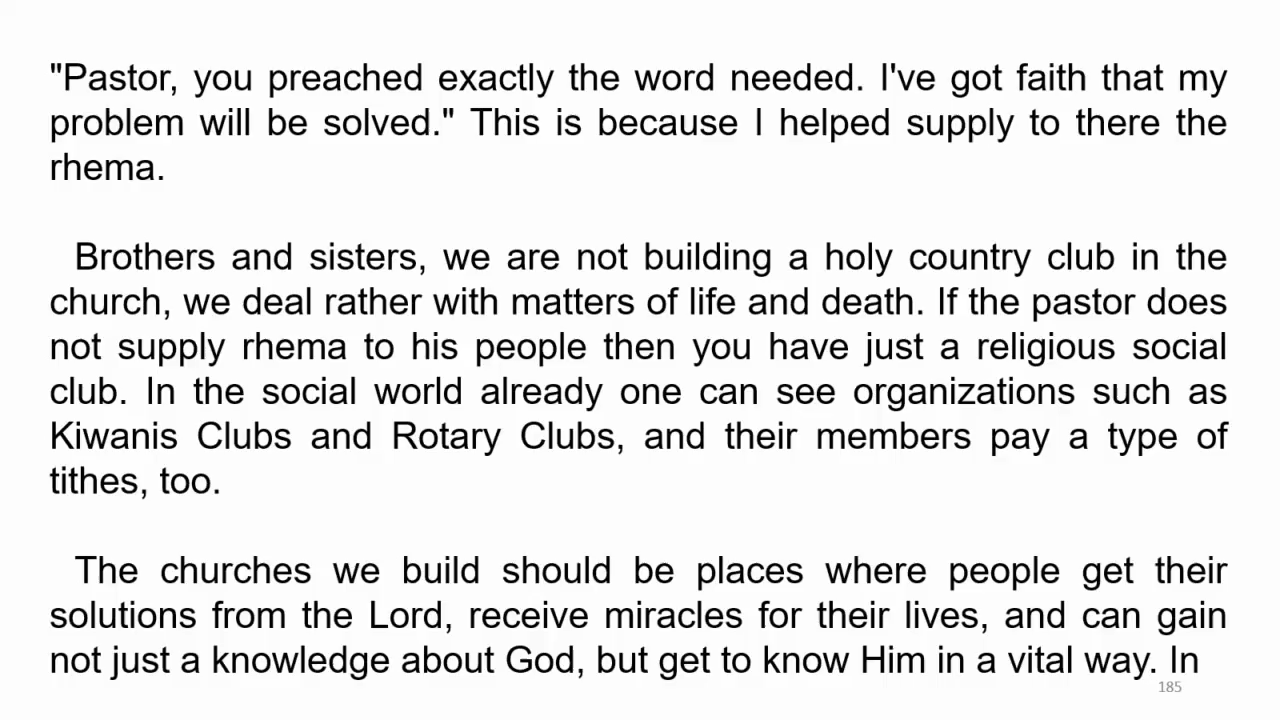 "Pastor, you preached exactly the word needed. I've got faith that my
problem will be solved." This is because I helped supply to there the
rhema.
Brothers and sisters, we are not building a holy country club in the
church, we deal rather with matters of life and death. If the pastor does
not supply rhema to his people then you have just a religious social
club. In the social world already one can see organizations such as
Kiwanis Clubs and Rotary Clubs, and their members pay a type of
tithes, too.
The churches we build should be places where people get their
solutions from the Lord, receive miracles for their lives, and can gain
not just a knowledge about God, but get to know Him in a vital way. In
185